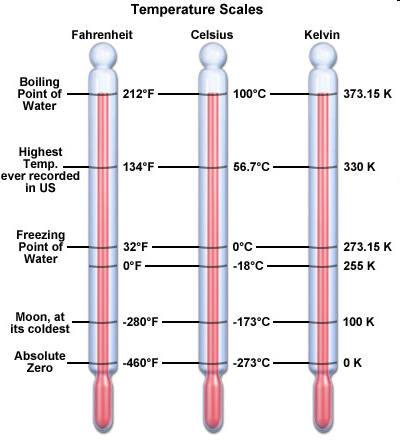 Temperature Scales
Fahrenheit Celsius Kelvin
Boiling
Point of
Water
212°F 100°C 373.15 K
Highest
Temp.
ever recorded
in US
134°F 56.7°C 330 K
Freezing
Point of
Water
32°F 0°C 273.15 K
0°F -18°C 255 K
Moon, at
its coldest
-280°F -173°C 100 K
Absolute
Zero
-460°F -273°C 0 K